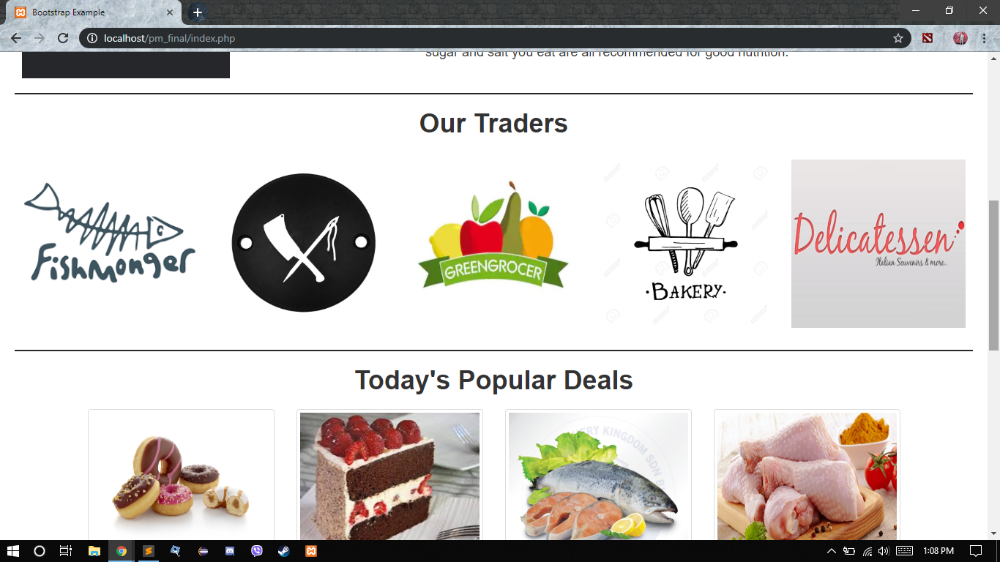 Bootstrap Example
localhost/pm_final/index.php
sugar and salt you eat are all recommended for good nutrition.
Our Traders
Fishmonger
GREENGROCER
·BAKERY·
Delicatessen
Italian Souvenirs & more..
Today's Popular Deals
ERY KINGDOM SDN B
1:08 PM